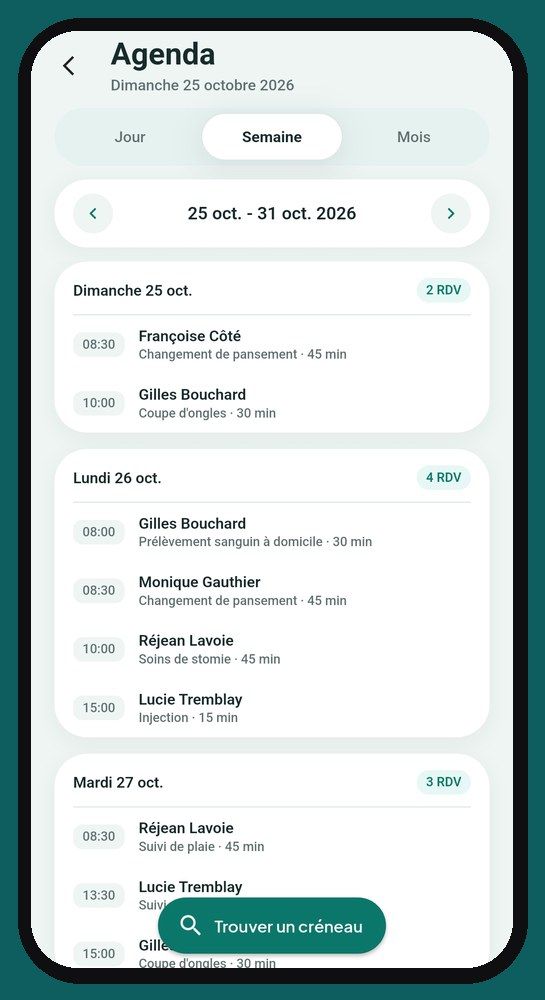 Agenda
Dimanche 25 octobre 2026
Jour Semaine Mois
25 oct. - 31 oct. 2026
Dimanche 25 oct. 2 RDV
08:30 Françoise Côté
Changement de pansement · 45 min
10:00 Gilles Bouchard
Coupe d'ongles · 30 min
Lundi 26 oct. 4 RDV
08:00 Gilles Bouchard
Prélèvement sanguin à domicile · 30 min
08:30 Monique Gauthier
Changement de pansement · 45 min
10:00 Réjean Lavoie
Soins de stomie · 45 min
15:00 Lucie Tremblay
Injection · 15 min
Mardi 27 oct. 3 RDV
08:30 Réjean Lavoie
Suivi de plaie · 45 min
13:30 Lucie Tremblay
Suivi
Trouver un créneau
15:00
Coupe d'ongles · 30 min